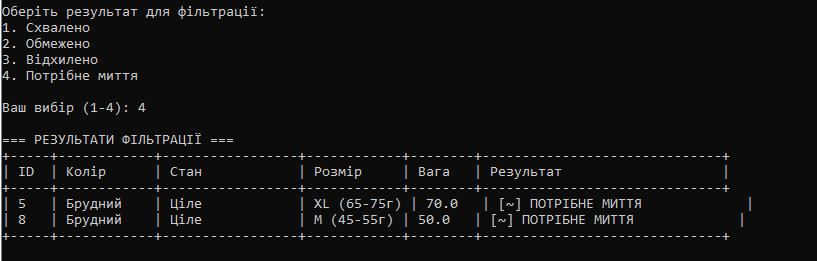 Оберіть результат для фільтрації:
1. Схвалено
2. Обмежено
3. Відхилено
4. Потрібне миття
Ваш вибір (1-4): 4
=== РЕЗУЛЬТАТИ ФІЛЬТРАЦІЇ ===
+-----+------------+-----------------+------------+--------+------------------------------+
| ID  | Колір      | Стан            | Розмір     | Вага   | Результат                    |
+-----+------------+-----------------+------------+--------+------------------------------+
| 5   | Брудний    | Ціле            | XL (65-75г) | 70.0   | [~] ПОТРІБНЕ МИТТЯ             |
| 8   | Брудний    | Ціле            | M (45-55г) | 50.0   | [~] ПОТРІБНЕ МИТТЯ             |
+-----+------------+-----------------+------------+--------+------------------------------+